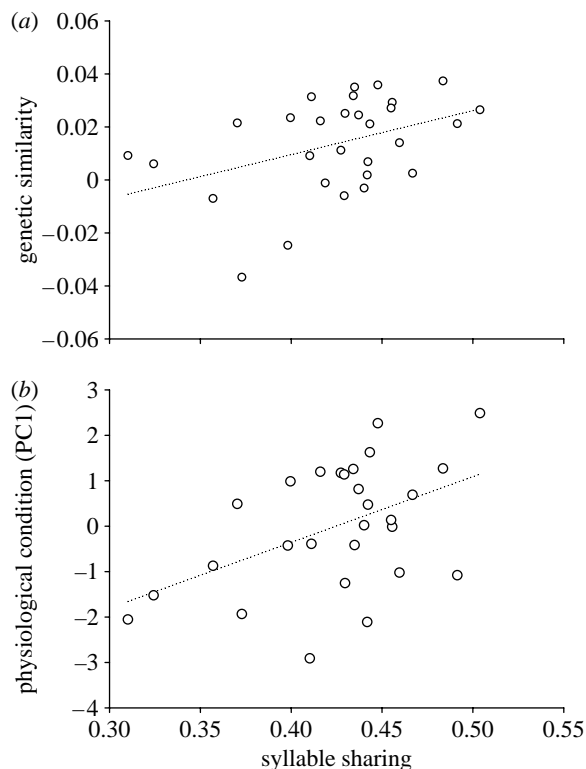 (a)
0.06
0.04
0.02
0
−0.02
−0.04
−0.06
genetic similarity
(b)
3
2
1
0
−1
−2
−3
−4
physiological condition (PC1)
0.30 0.35 0.40 0.45 0.50 0.55
syllable sharing